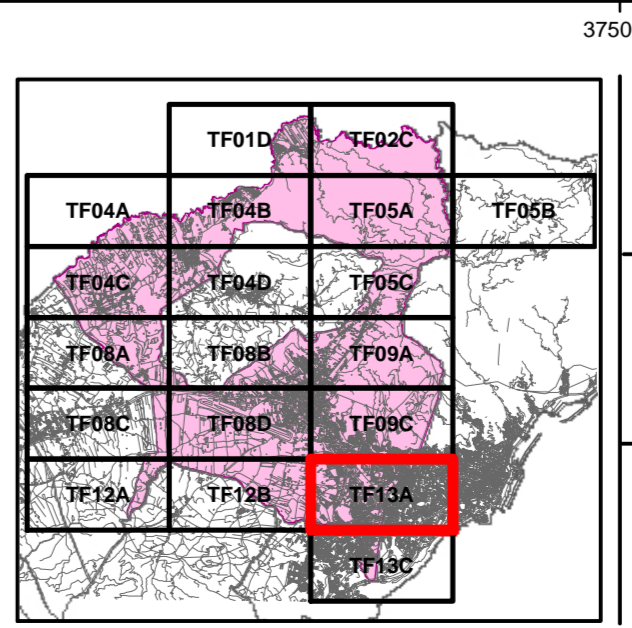 3750
TF01D TF02C
TF04A TF04B TF05A TF05B
TF04C TF04D TF05C
TF08A TF08B TF09A
TF08C TF08D TF09C
TF12A TF12B TF13A
TF13C